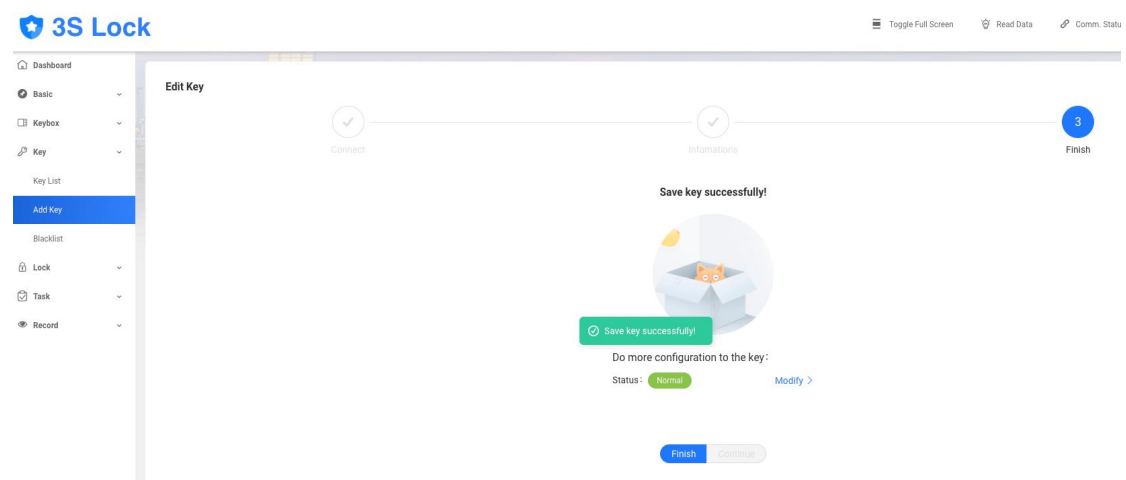 3S Lock
Toggle Full Screen
Read Data
Comm. Statu
Dashboard
Basic
Keybox
Key
Key List
Add Key
Blacklist
Lock
Task
Record
Edit Key
Connect
Infomations
3
Finish
Save key successfully!
Save key successfully!
Do more configuration to the key:
Status: Normal Modify >
Finish Continue